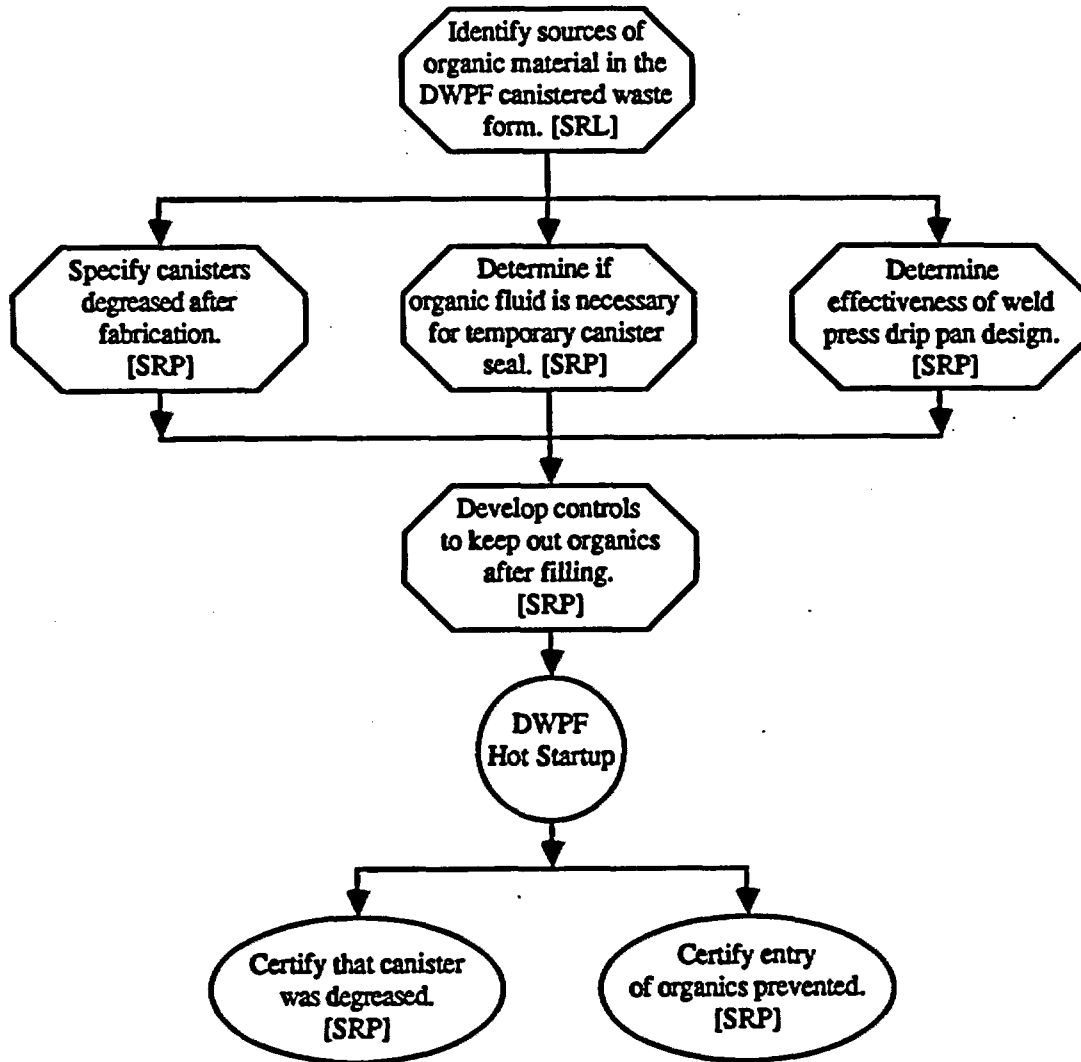 Identify sources of
organic material in the
DWPF canistered waste
form. [SRL]
Specify canisters
degreased after
fabrication.
[SRP]
Determine if
organic fluid is necessary
for temporary canister
seal. [SRP]
Determine
effectiveness of weld
press drip pan design.
[SRP]
Develop controls
to keep out organics
after filling.
[SRP]
DWPF
Hot Startup
Certify that canister
was degreased.
[SRP]
Certify entry
of organics prevented.
[SRP]